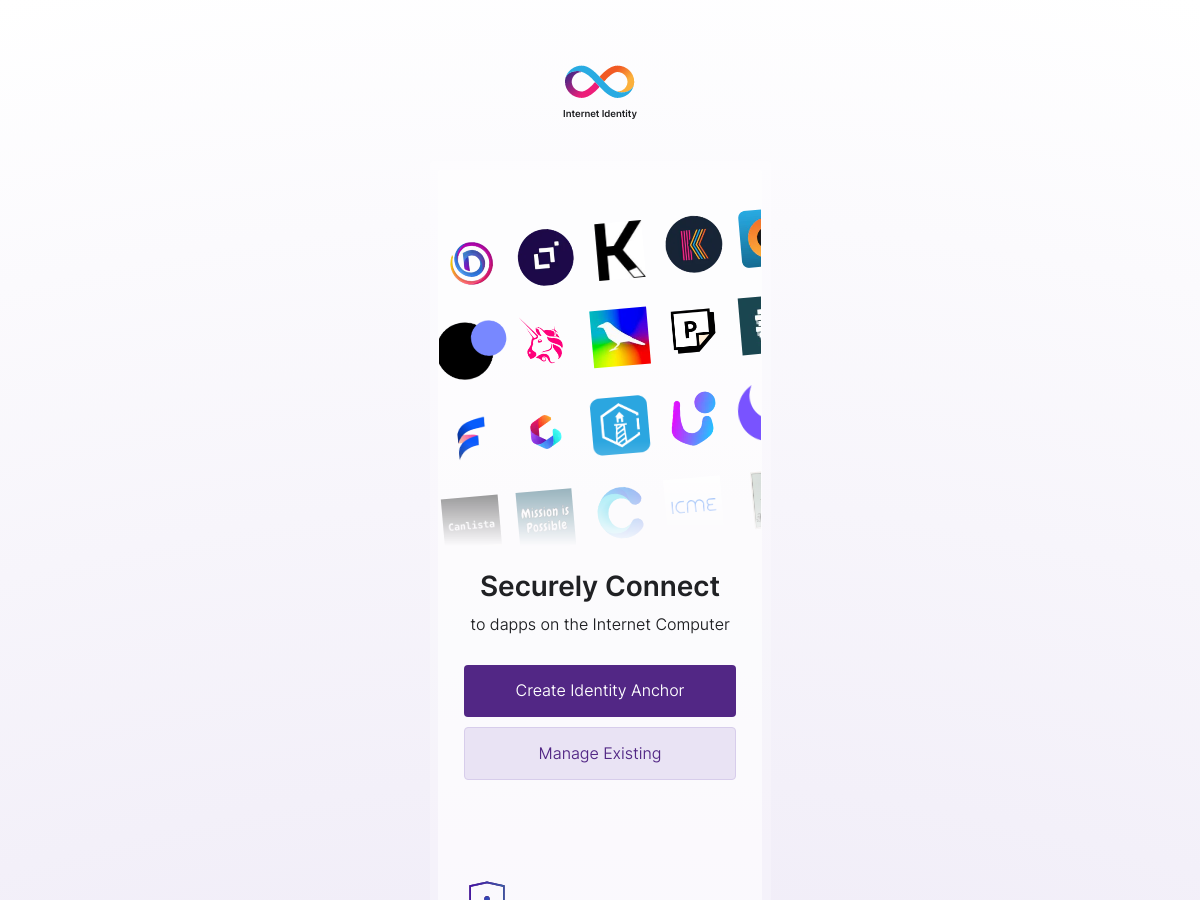 Internet Identity
K
P
Canlista
Mission is
Possible
ICME
Securely Connect
to dapps on the Internet Computer
Create Identity Anchor
Manage Existing